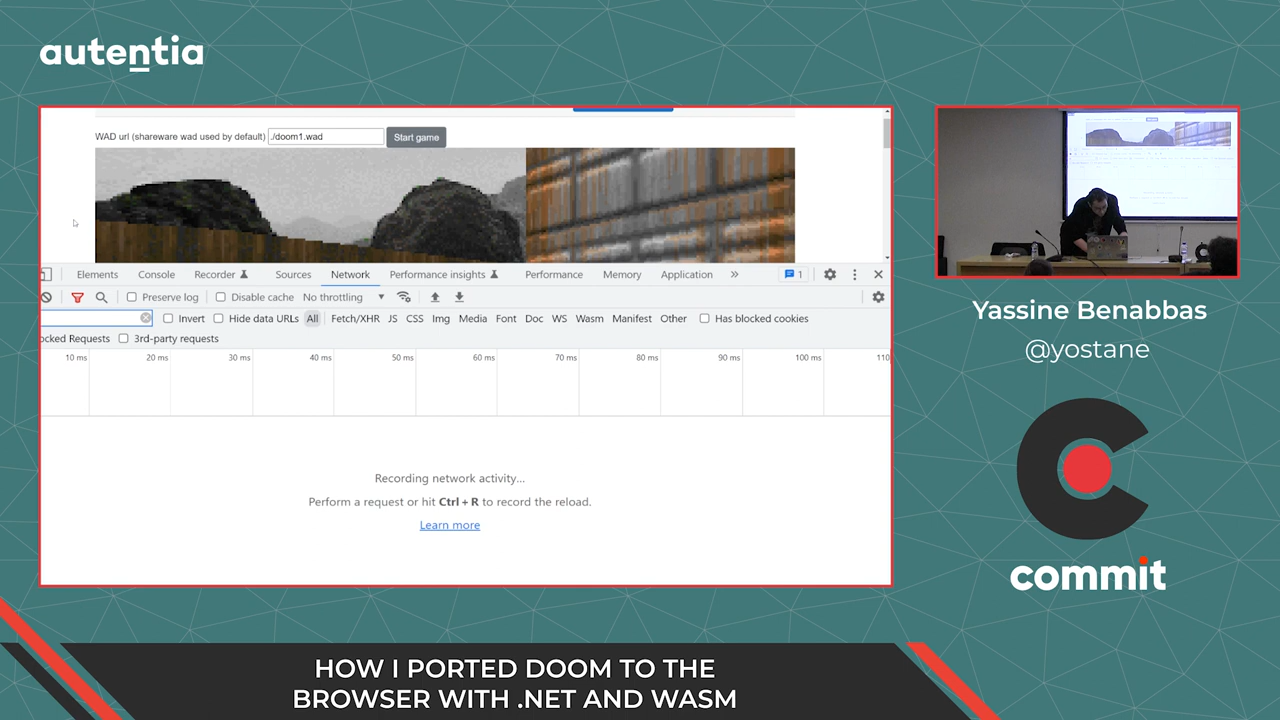 autentia
WAD url (shareware wad used by default) ./doom1.wad Start game
Elements Console Recorder Sources Network Performance insights Performance Memory Application » 1
Preserve log Disable cache No throttling
Invert Hide data URLs All Fetch/XHR JS CSS Img Media Font Doc WS Wasm Manifest Other Has blocked cookies
ocked Requests 3rd-party requests
10 ms 20 ms 30 ms 40 ms 50 ms 60 ms 70 ms 80 ms 90 ms 100 ms 110
Recording network activity...
Perform a request or hit Ctrl + R to record the reload.
Learn more
Yassine Benabbas
@yostane
commit
HOW I PORTED DOOM TO THE
BROWSER WITH .NET AND WASM